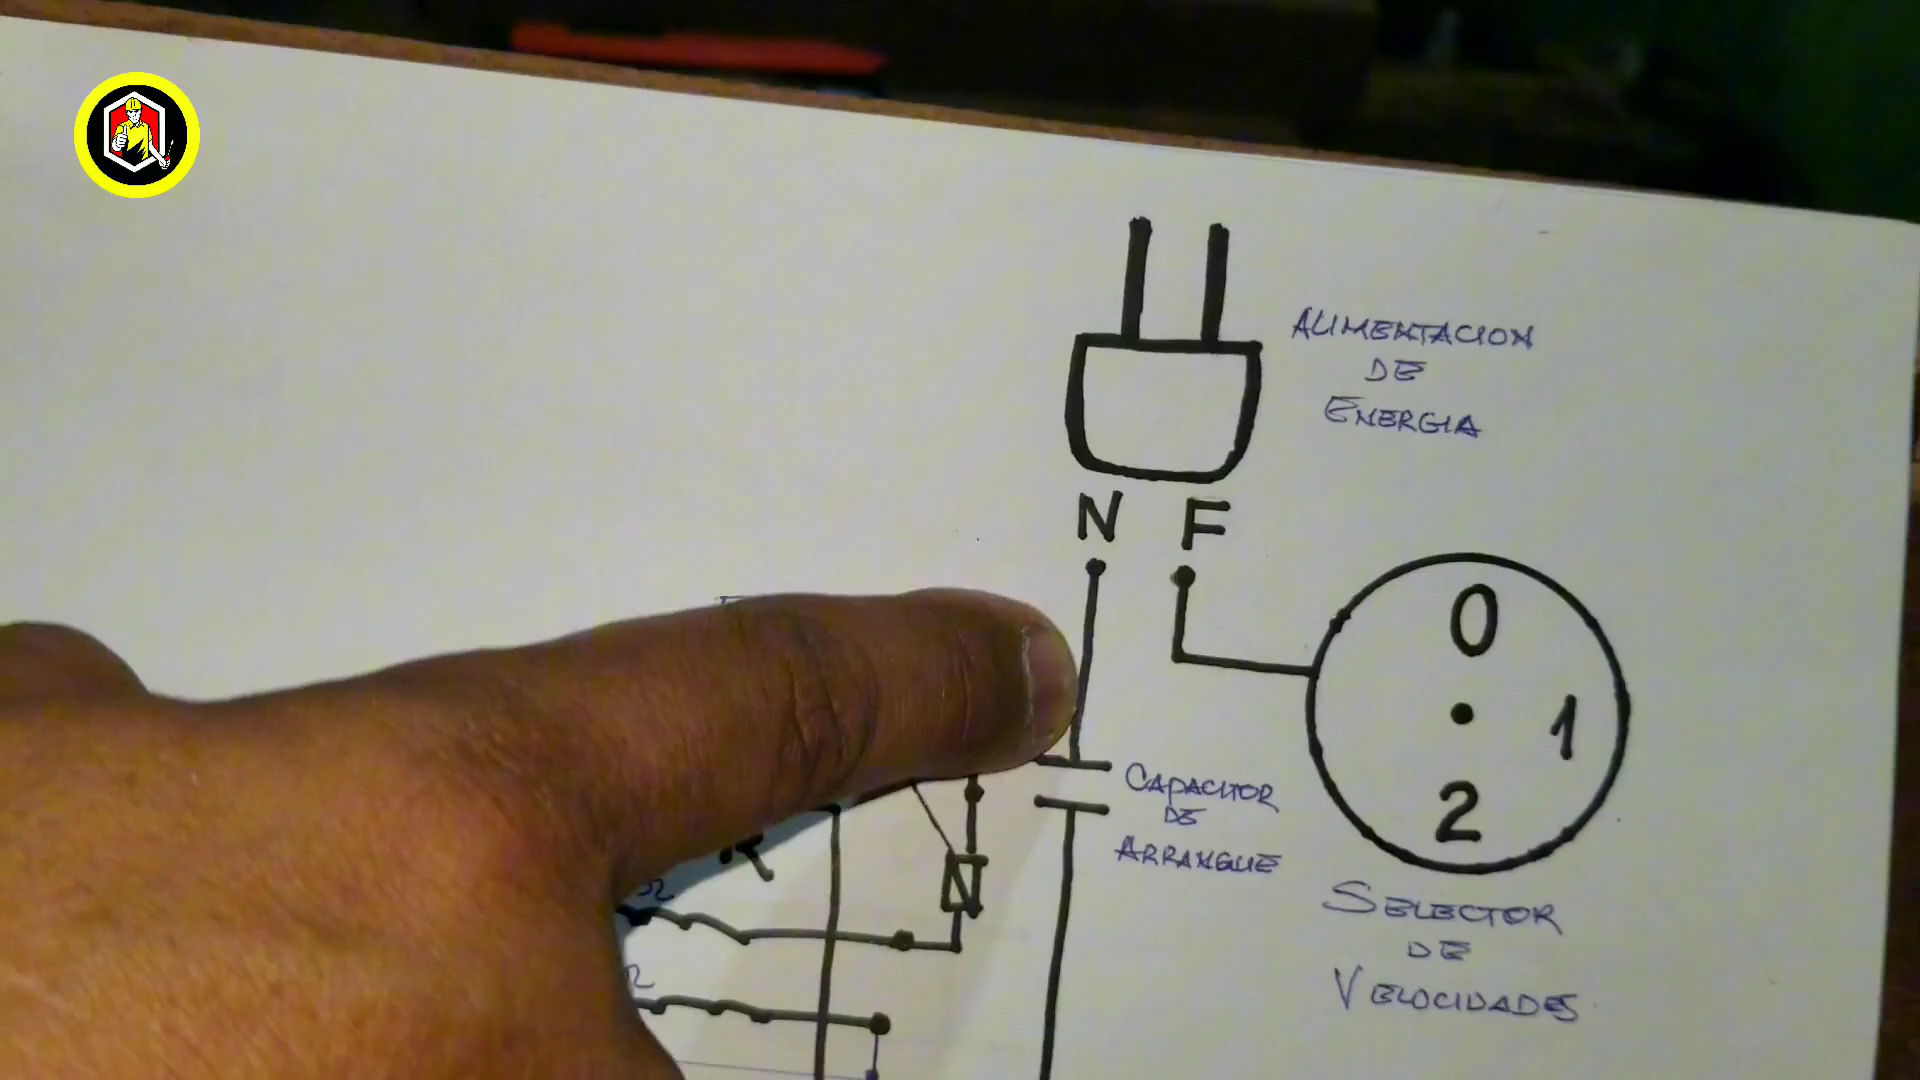 ALIMENTACION
DE
ENERGIA
N F
0
1
2
CAPACITOR
DE
ARRANQUE
SELECTOR
DE
VELOCIDADES
Ω